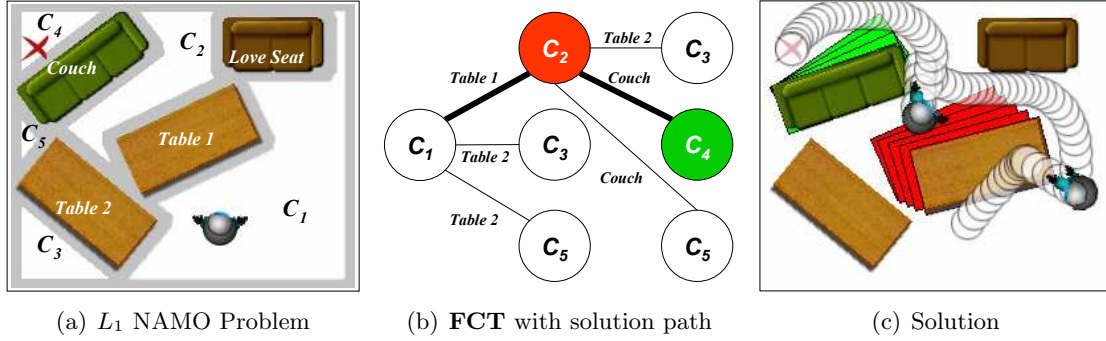 C4
C2
Couch
Love Seat
C5
Table 1
Table 2
C1
C3
C2
Table 2
C3
Table 1
Couch
C1
Table 2
C3
C4
Couch
Table 2
C5
C5
(a) L1 NAMO Problem
(b) FCT with solution path
(c) Solution